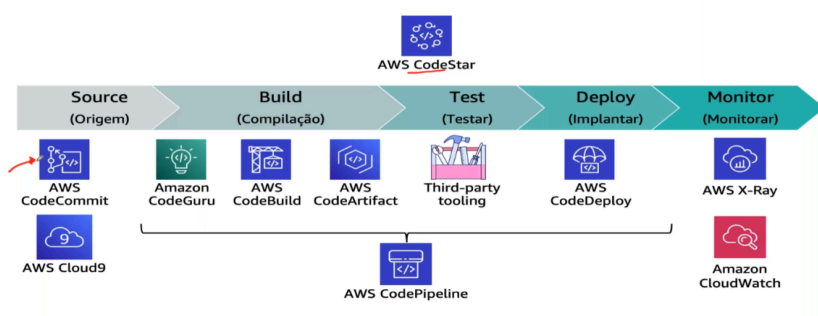 AWS CodeStar
Source
(Origem)
Build
(Compilação)
Test
(Testar)
Deploy
(Implantar)
Monitor
(Monitorar)
AWS
CodeCommit
Amazon
CodeGuru
AWS
CodeBuild
AWS
CodeArtifact
Third-party
tooling
AWS
CodeDeploy
AWS X-Ray
9
AWS Cloud9
AWS CodePipeline
Amazon
CloudWatch